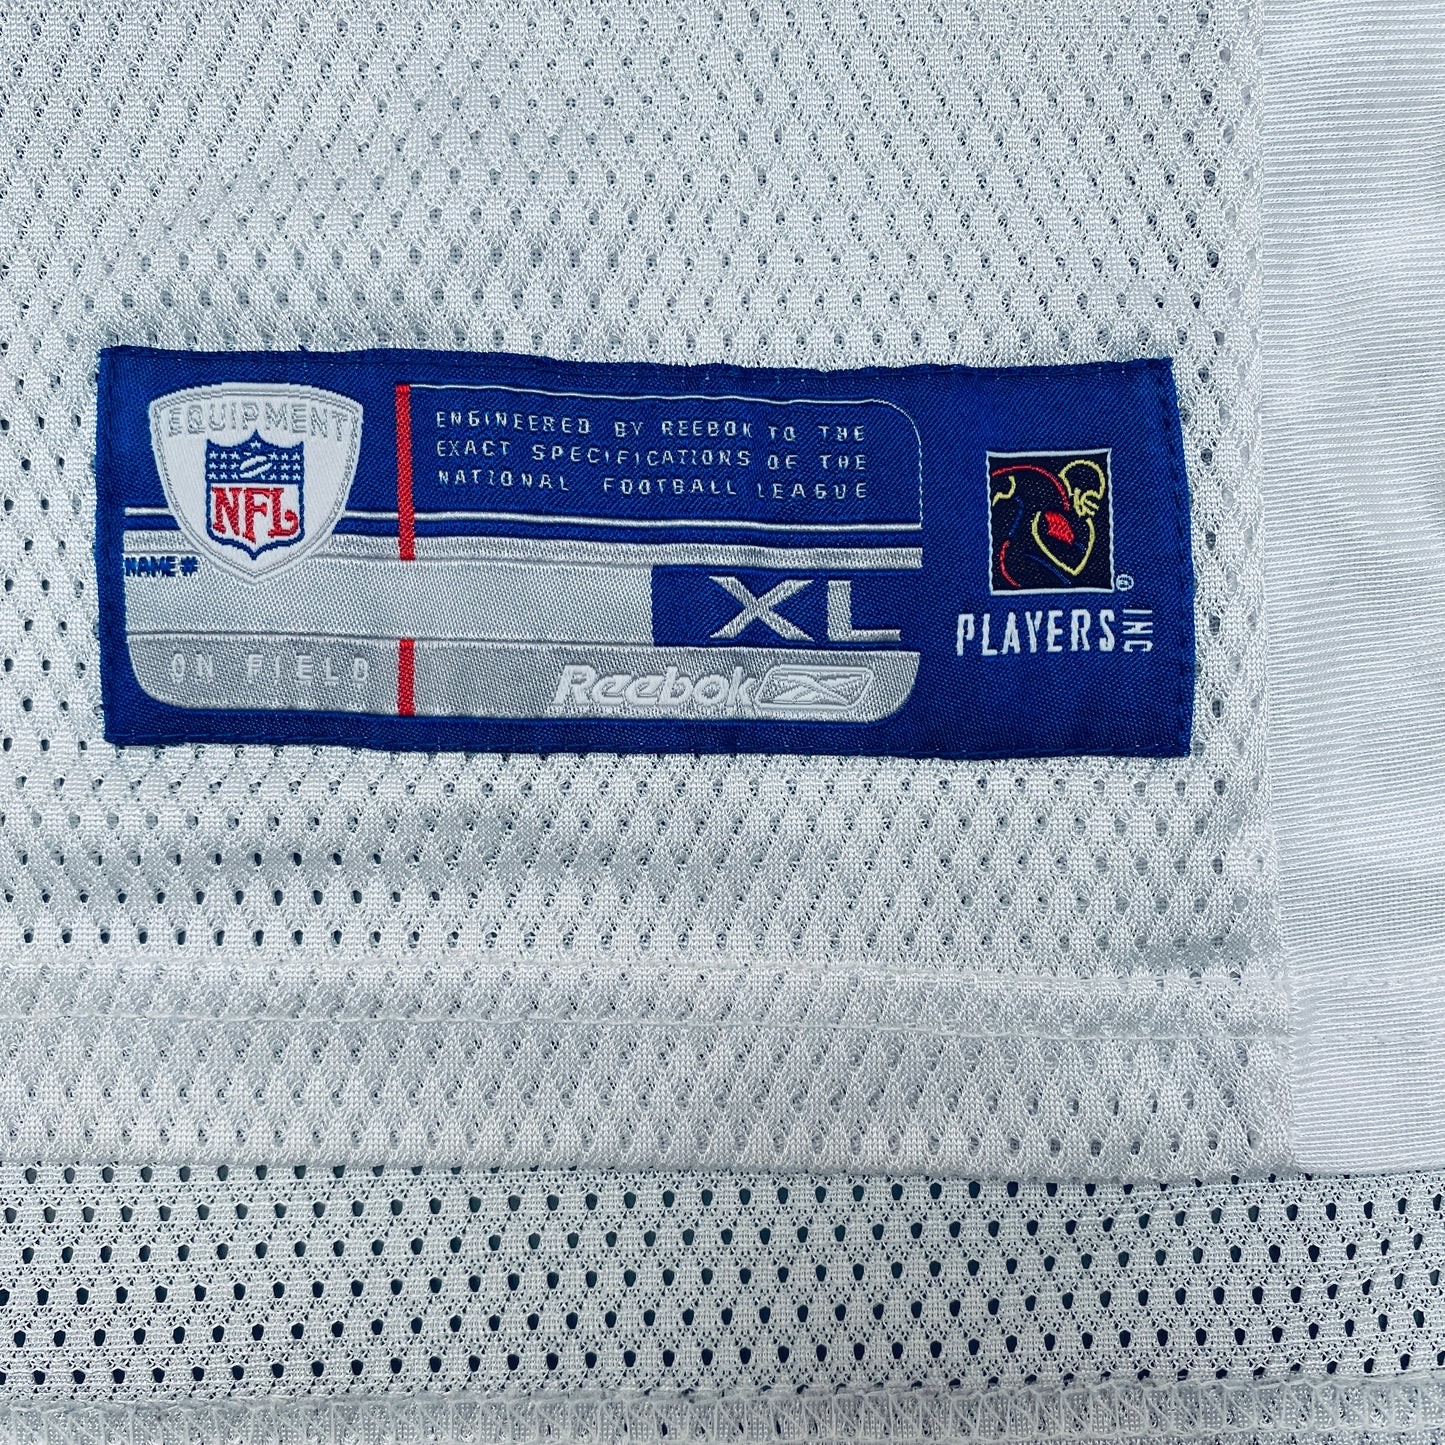 EQUIPMENT
NFL
ENGINEERED BY REEBOK TO THE
EXACT SPECIFICATIONS OF THE
NATIONAL FOOTBALL LEAGUE
NAME #
XL
ON FIELD
Reebok
®
PLAYERS INC